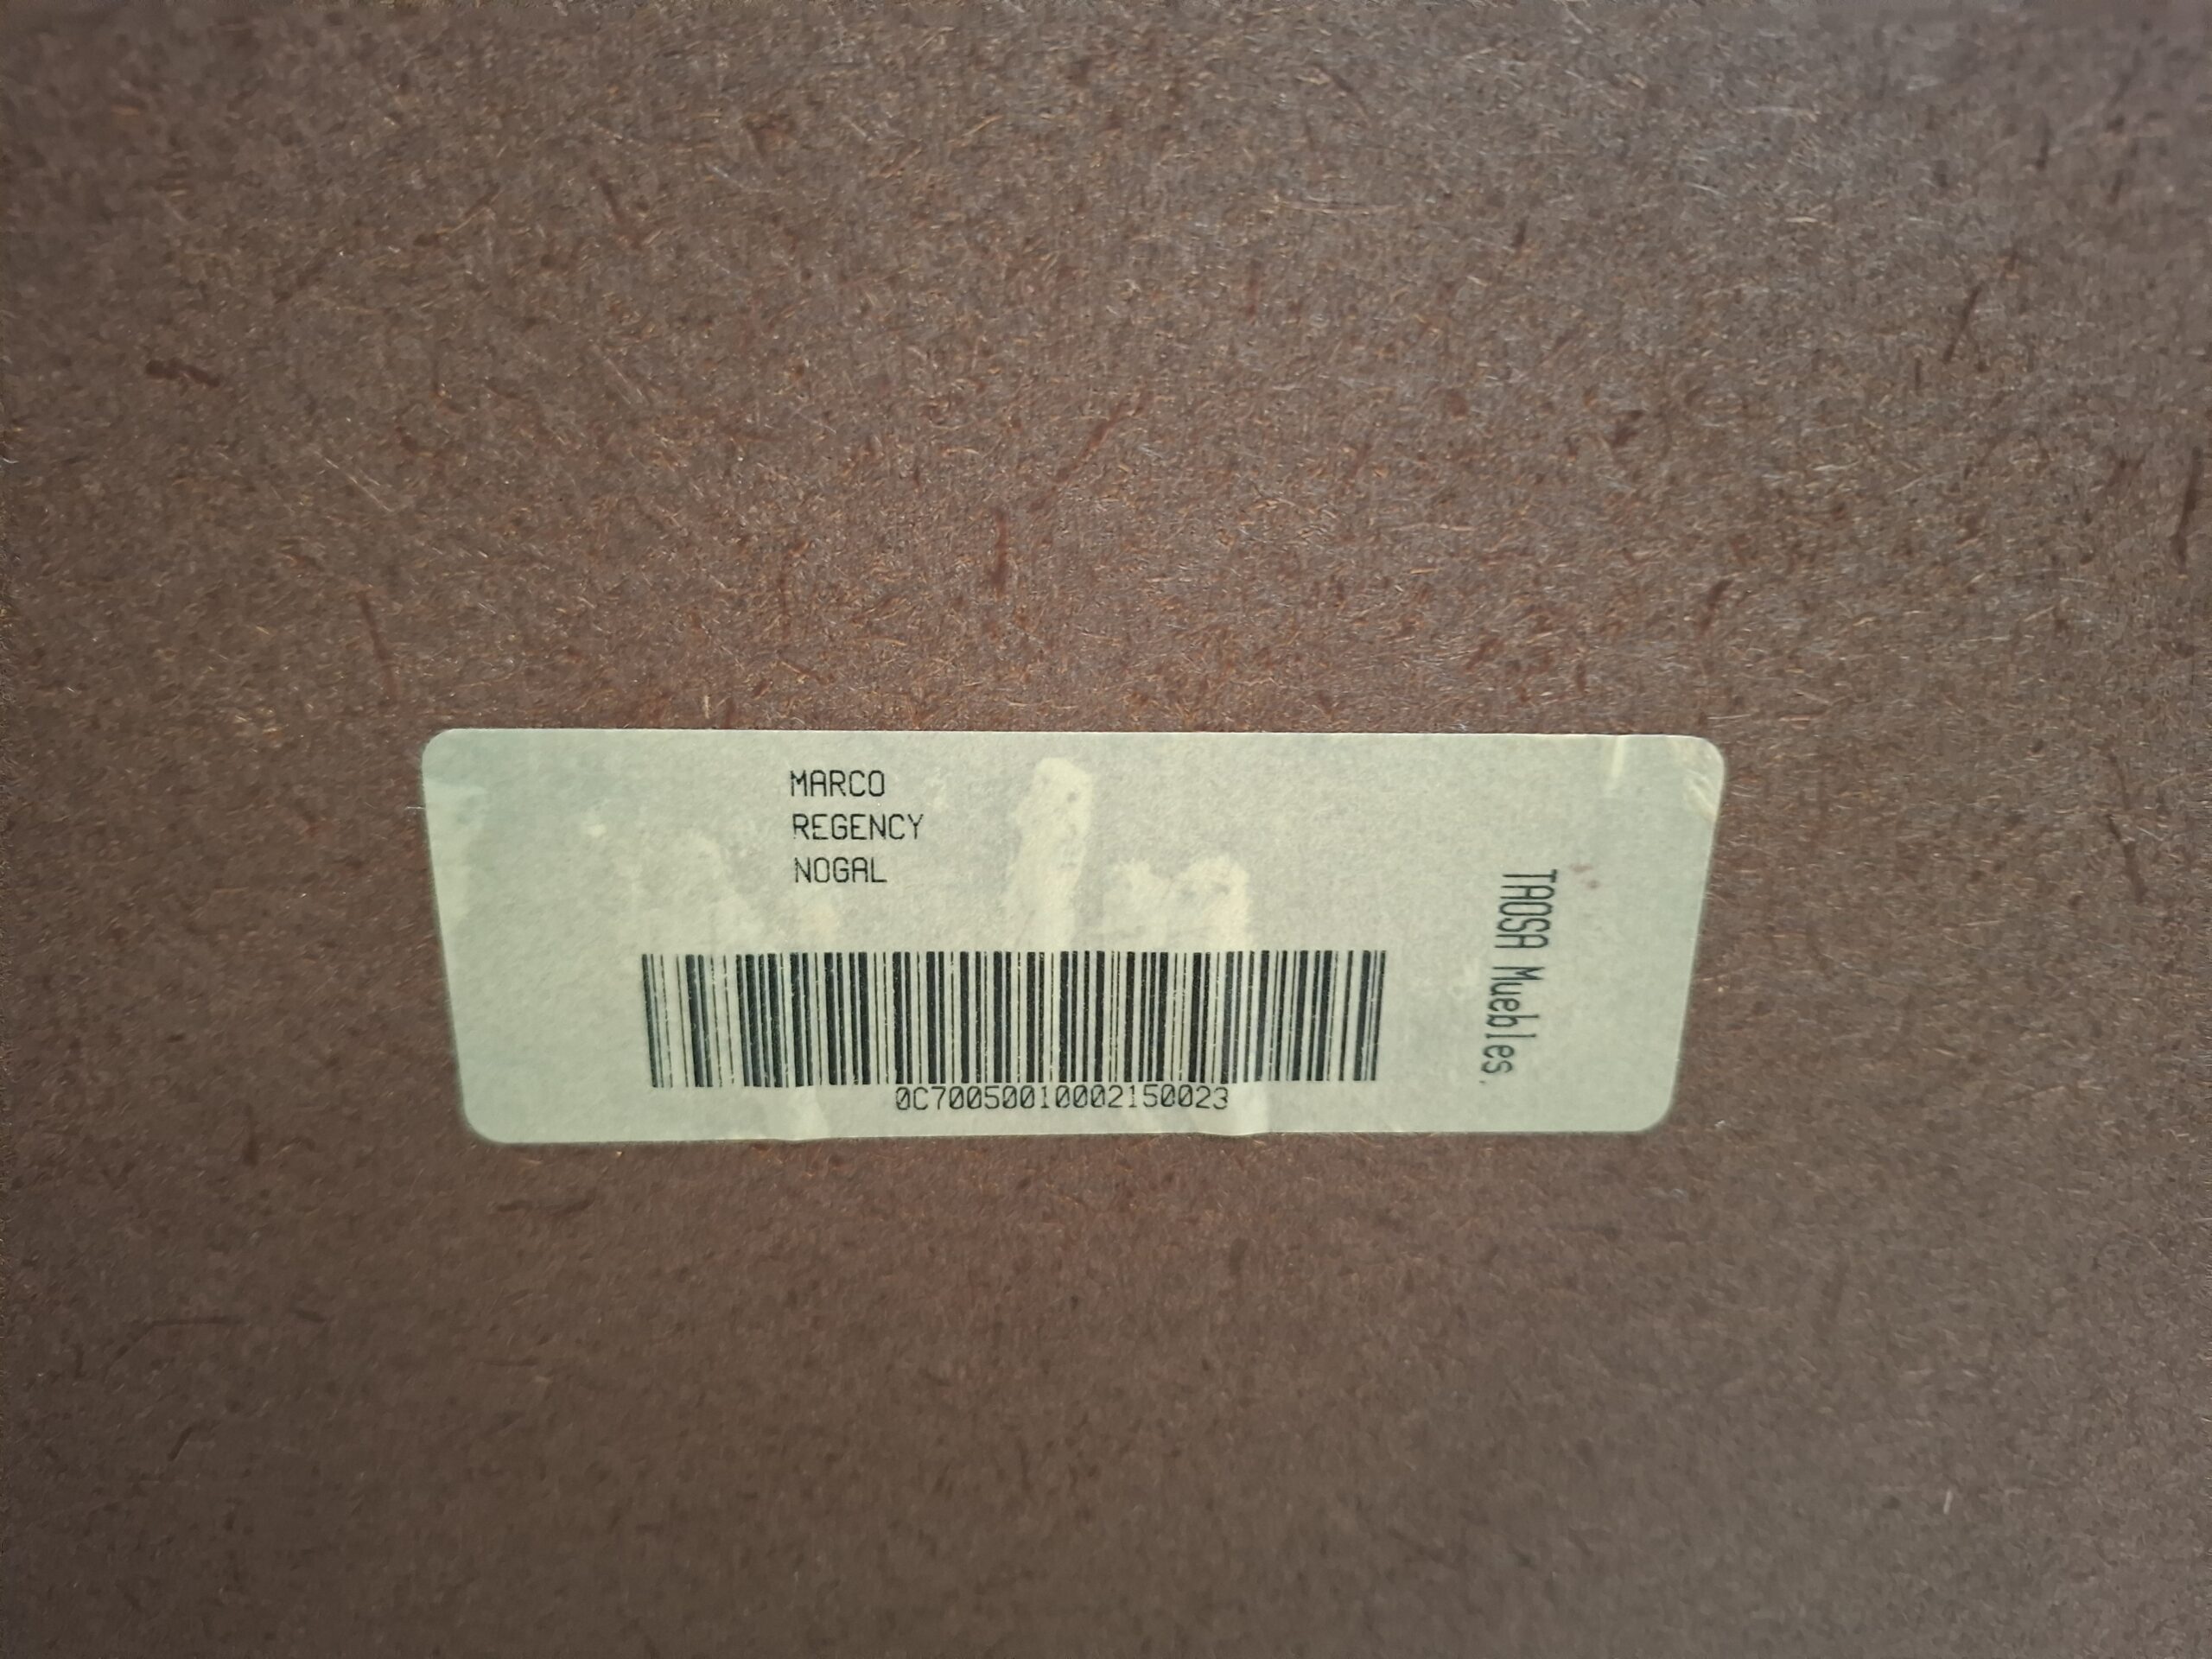 MARCO
REGENCY
NOGAL
0C70050010002150023
TAOSA Muebles.